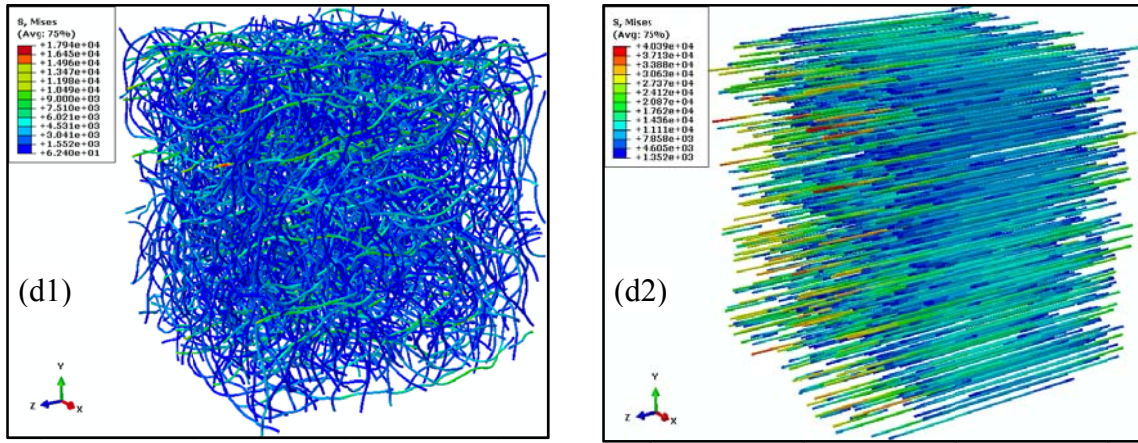 S, Mises
(Avg: 75%)
+1.794e+04
+1.645e+04
+1.496e+04
+1.347e+04
+1.198e+04
+1.049e+04
+9.000e+03
+7.510e+03
+6.021e+03
+4.531e+03
+3.041e+03
+1.552e+03
+6.240e+01
(d1)
Y
Z
X
S, Mises
(Avg: 75%)
+4.039e+04
+3.713e+04
+3.388e+04
+3.063e+04
+2.737e+04
+2.412e+04
+2.087e+04
+1.762e+04
+1.436e+04
+1.111e+04
+7.858e+03
+4.605e+03
+1.352e+03
(d2)
Y
Z
X